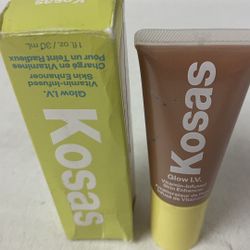 Kosas
Glow I.V.
Vitamin-Infused
Skin Enhancer
Chargé en Vitamines
Pour un Teint Radieux
1 fl. oz / 30 mL
Kosas
Kosas
Glow I.V.
Vitamin-Infused
Skin Enhancer